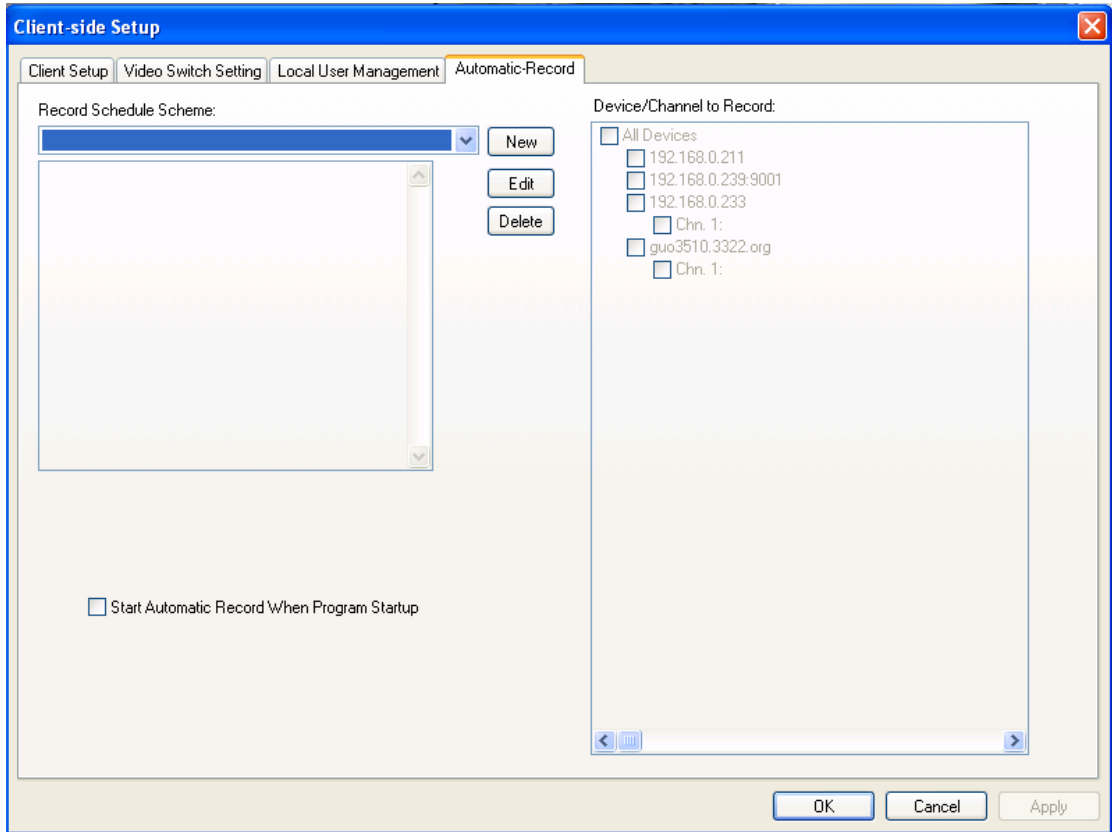 Client-side Setup
Client Setup Video Switch Setting Local User Management Automatic-Record
Record Schedule Scheme:
New
Edit
Delete
Start Automatic Record When Program Startup
Device/Channel to Record:
All Devices
192.168.0.211
192.168.0.239:9001
192.168.0.233
Chn. 1:
guo3510.3322.org
Chn. 1:
OK Cancel Apply